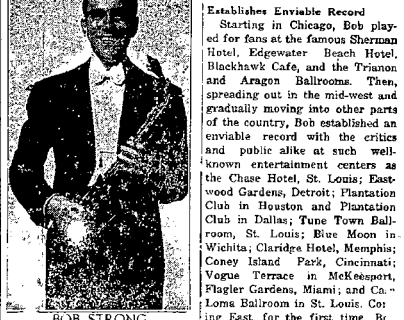 Establishes Enviable Record
Starting in Chicago, Bob play-
ed for fans at the famous Sherman
Hotel, Edgewater Beach Hotel,
Blackhawk Cafe, and the Trianon
and Aragon Ballrooms. Then,
spreading out in the mid-west and
gradually moving into other parts
of the country, Bob established an
enviable record with the critics
and public alike at such well-
known entertainment centers as
the Chase Hotel, St. Louis; East-
wood Gardens, Detroit; Plantation
Club in Houston and Plantation
Club in Dallas; Tune Town Ball-
room, St. Louis; Blue Moon in
Wichita; Claridge Hotel, Memphis;
Coney Island Park, Cincinnati;
Vogue Terrace in McKeesport,
Flagler Gardens, Miami; and Ca
Loma Ballroom in St. Louis. Co
ing East for the first time, Bo
BOB STRONG